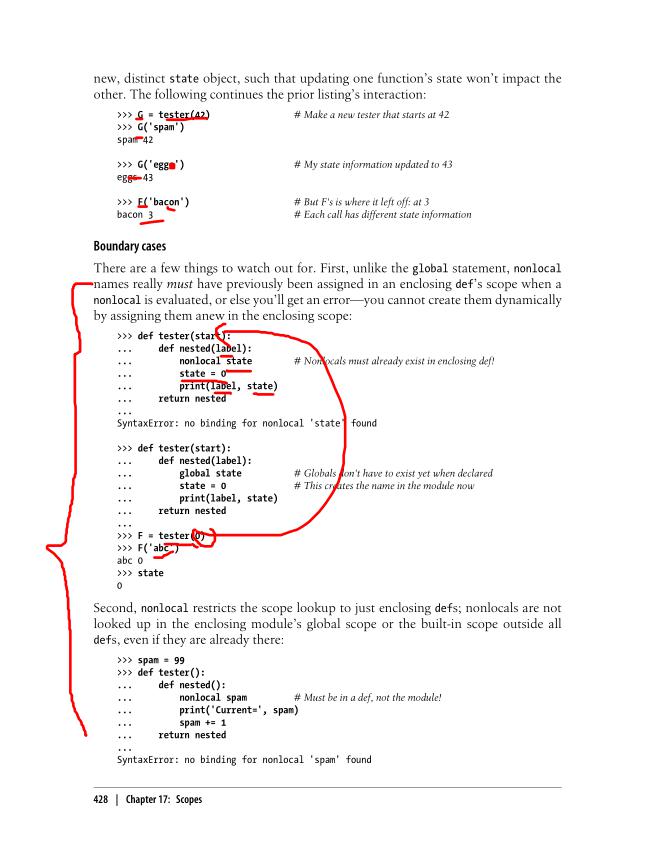 new, distinct state object, such that updating one function's state won't impact the
other. The following continues the prior listing's interaction:
>>> G = tester(42) # Make a new tester that starts at 42
>>> G('spam')
spam 42
>>> G('eggs') # My state information updated to 43
eggs 43
>>> F('bacon') # But F's is where it left off: at 3
bacon 3 # Each call has different state information
Boundary cases
There are a few things to watch out for. First, unlike the global statement, nonlocal
names really must have previously been assigned in an enclosing def's scope when a
nonlocal is evaluated, or else you'll get an error—you cannot create them dynamically
by assigning them anew in the enclosing scope:
>>> def tester(start):
...     def nested(label):
...         nonlocal state # Nonlocals must already exist in enclosing def!
...         state = 0
...         print(label, state)
...     return nested
...
SyntaxError: no binding for nonlocal 'state' found
>>> def tester(start):
...     def nested(label):
...         global state # Globals don't have to exist yet when declared
...         state = 0 # This creates the name in the module now
...         print(label, state)
...     return nested
...
>>> F = tester(0)
>>> F('abc')
abc 0
>>> state
0
Second, nonlocal restricts the scope lookup to just enclosing defs; nonlocals are not
looked up in the enclosing module's global scope or the built-in scope outside all
defs, even if they are already there:
>>> spam = 99
>>> def tester():
...     def nested():
...         nonlocal spam # Must be in a def, not the module!
...         print('Current=', spam)
...         spam += 1
...     return nested
...
SyntaxError: no binding for nonlocal 'spam' found
428 | Chapter 17: Scopes